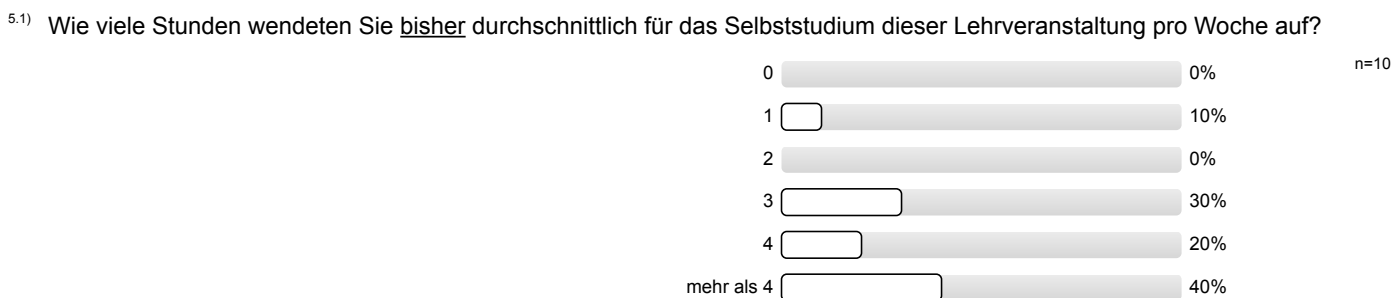 5.1) Wie viele Stunden wendeten Sie bisher durchschnittlich für das Selbststudium dieser Lehrveranstaltung pro Woche auf?
n=10
0 0%
1 10%
2 0%
3 30%
4 20%
mehr als 4 40%